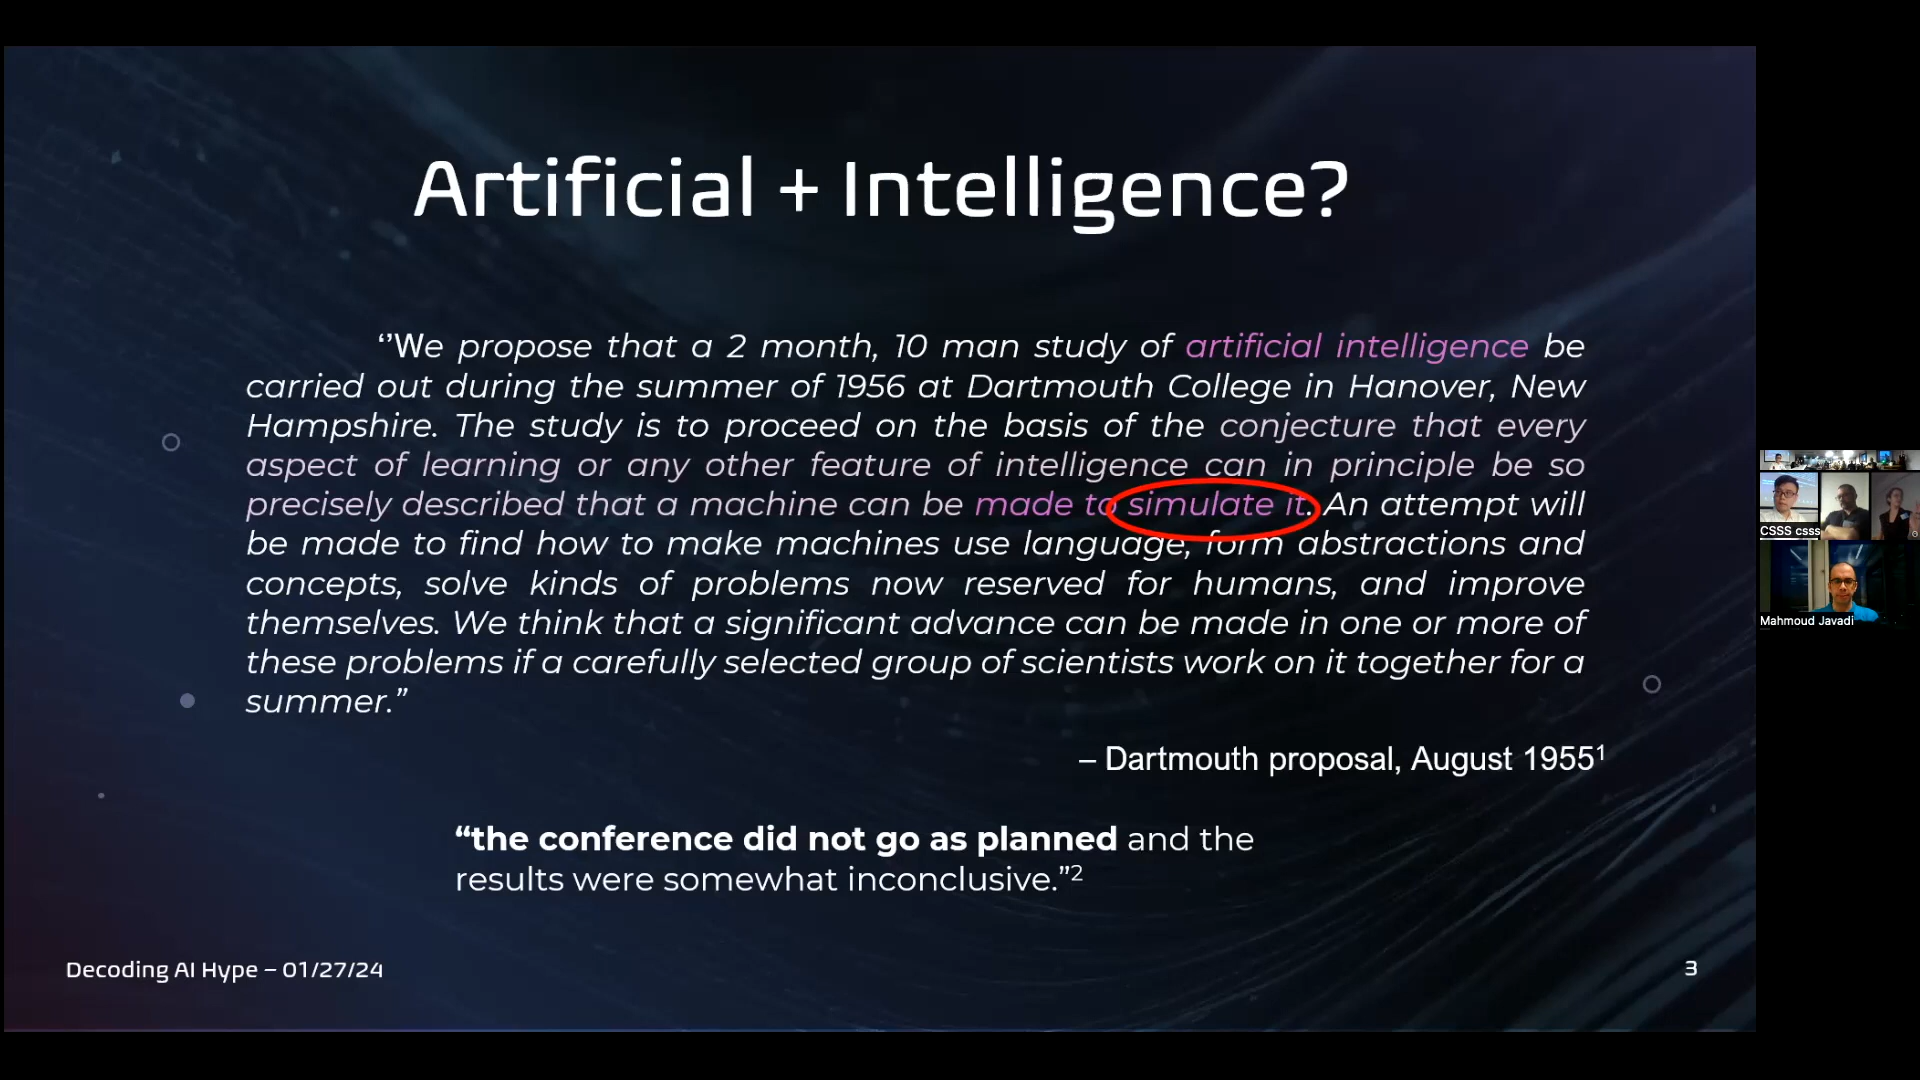 Artificial + Intelligence?
‘’We propose that a 2 month, 10 man study of artificial intelligence be
carried out during the summer of 1956 at Dartmouth College in Hanover, New
Hampshire. The study is to proceed on the basis of the conjecture that every
aspect of learning or any other feature of intelligence can in principle be so
precisely described that a machine can be made to simulate it. An attempt will
be made to find how to make machines use language, form abstractions and
concepts, solve kinds of problems now reserved for humans, and improve
themselves. We think that a significant advance can be made in one or more of
these problems if a carefully selected group of scientists work on it together for a
summer.”
– Dartmouth proposal, August 1955¹
“the conference did not go as planned and the
results were somewhat inconclusive.”²
Decoding AI Hype – 01/27/24
3
CSSS csss
Mahmoud Javadi